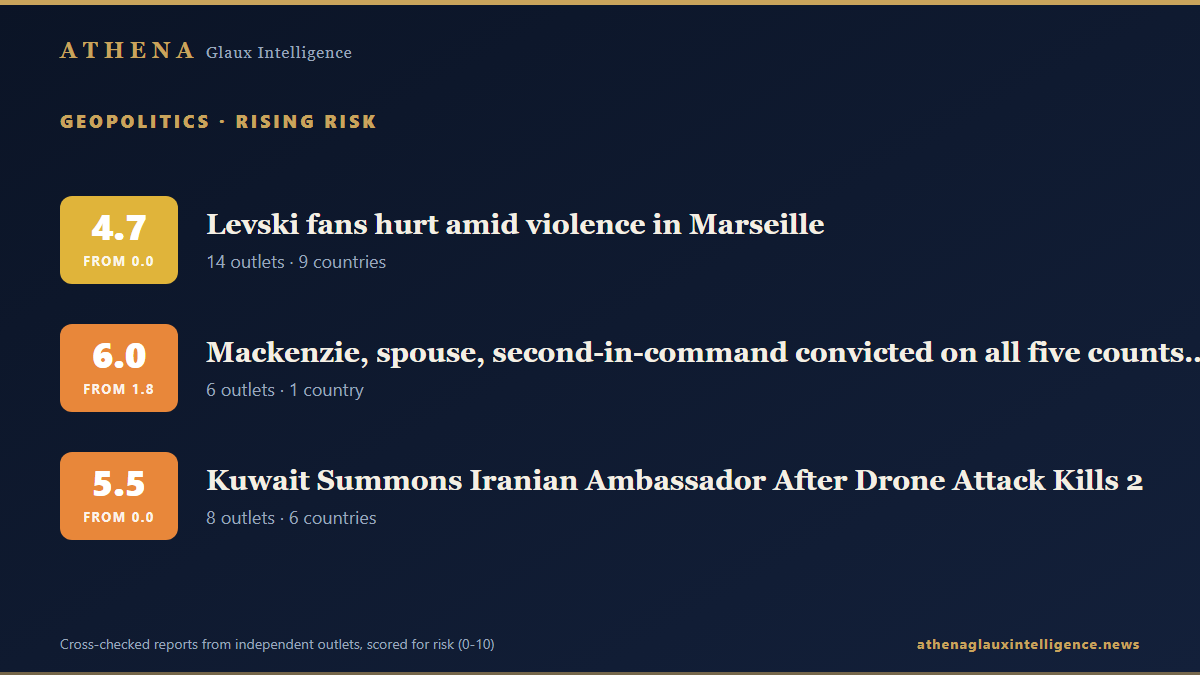 ATHENA Glaux Intelligence
GEOPOLITICS · RISING RISK
4.7
FROM 0.0
Levski fans hurt amid violence in Marseille
14 outlets · 9 countries
6.0
FROM 1.8
Mackenzie, spouse, second-in-command convicted on all five counts..
6 outlets · 1 country
5.5
FROM 0.0
Kuwait Summons Iranian Ambassador After Drone Attack Kills 2
8 outlets · 6 countries
Cross-checked reports from independent outlets, scored for risk (0-10)
athenaglauxintelligence.news